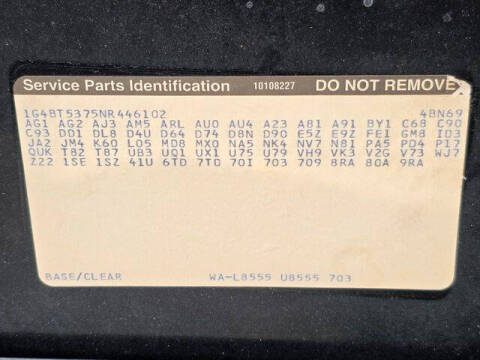 Service Parts Identification 10108227 DO NOT REMOVE
1G4BT5375NR446102 4BN69
AG1 AG2 AJ3 AM5 ARL AU0 AU4 A23 A81 A91 BY1 C68 C90
C93 DD1 DL8 D4U D64 D74 D8N D90 E5Z E9Z FE1 GM8 ID3
JA2 JM4 K60 L05 MD8 MX0 NA5 NK4 NV7 N81 PA5 PD4 P17
QUK T82 T87 UB3 UQ1 UX1 U75 U79 VH9 VK3 V2G V73 WJ7
Z22 1SE 1SZ 41U 6TD 7TD 70I 703 709 8RA 80A 9RA
BASE/CLEAR WA-L8555 U8555 703